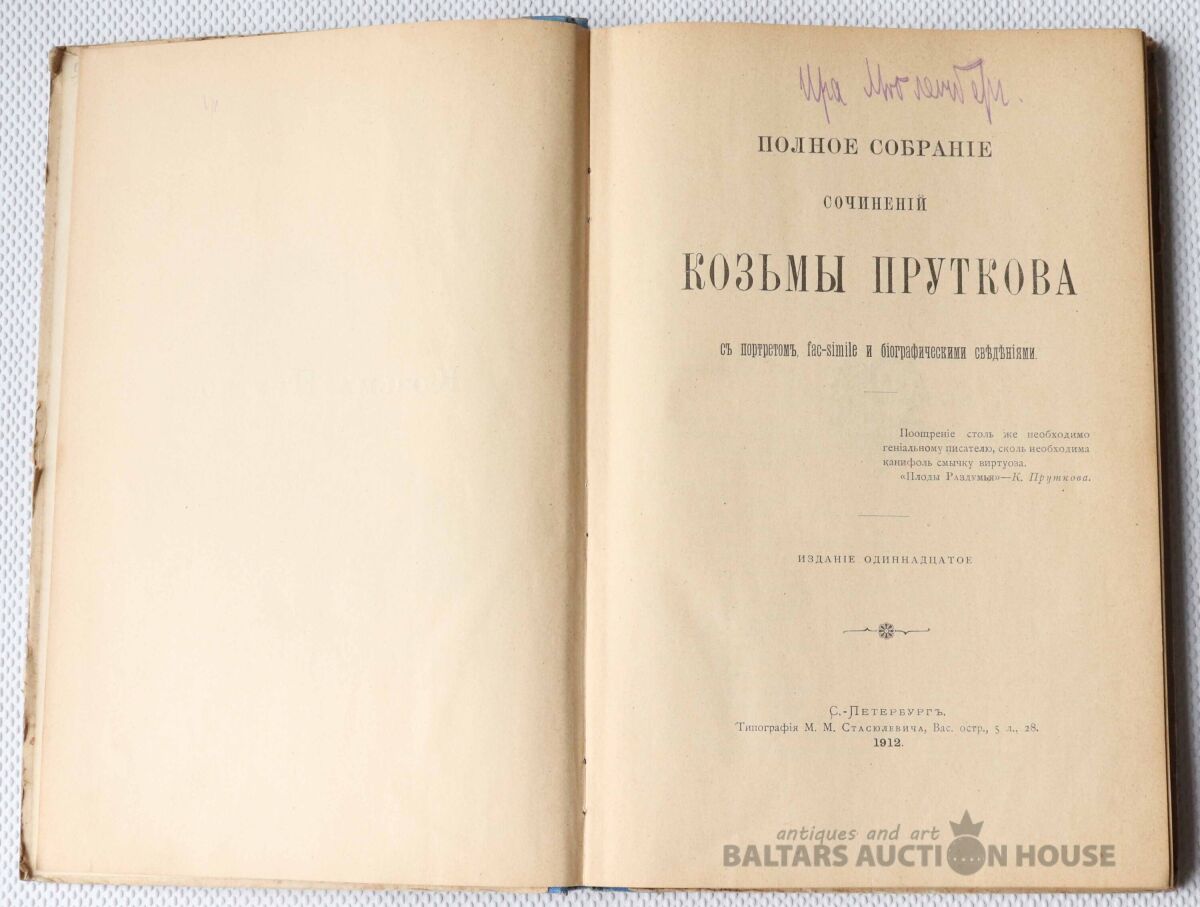 Ира
ПОЛНОЕ СОБРАНІЕ
СОЧИНЕНІЙ
КОЗЬМЫ ПРУТКОВА
съ портретомъ, fac-simile и біографическими свѣдѣніями.
Поощреніе столь же необходимо
геніальному писателю, сколь необходима
канифоль смычку виртуоза.
«Плоды Раздумья»—К. Пруткова.
ИЗДАНІЕ ОДИННАДЦАТОЕ
С.-ПЕТЕРБУРГЪ.
Типографія М. М. Стасюлевича, Вас. остр., 5 л., 28.
1912.
antiques and art
BALTARS AUCTION HOUSE